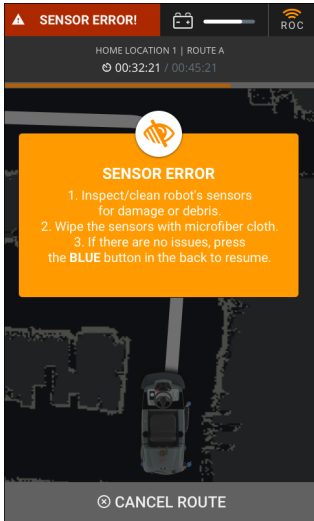 SENSOR ERROR!
ROC
HOME LOCATION 1 | ROUTE A
00:32:21 / 00:45:21
SENSOR ERROR
1. Inspect/clean robot's sensors
for damage or debris.
2. Wipe the sensors with microfiber cloth.
3. If there are no issues, press
the BLUE button in the back to resume.
CANCEL ROUTE